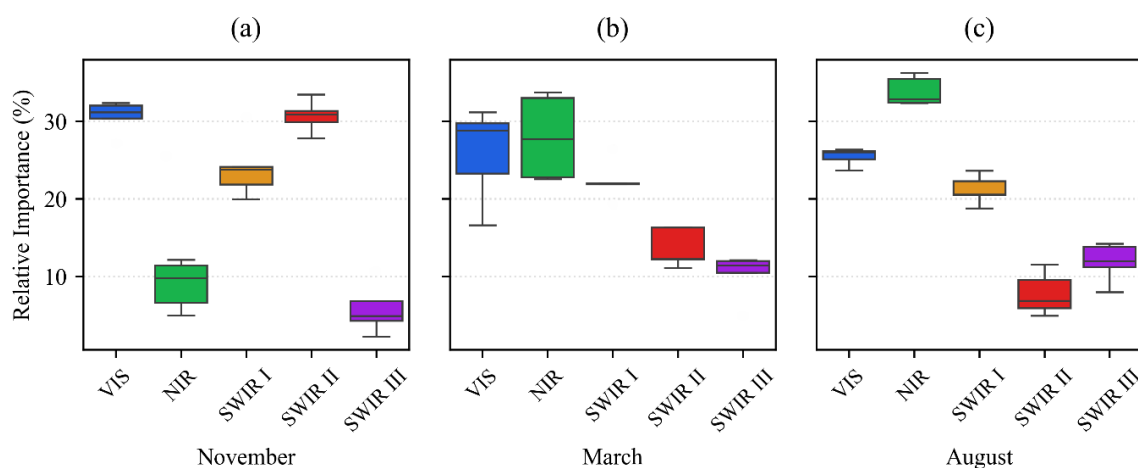 (a) (b) (c)
Relative Importance (%)
30
20
10
VIS NIR SWIR I SWIR II SWIR III
VIS NIR SWIR I SWIR II SWIR III
VIS NIR SWIR I SWIR II SWIR III
November March August